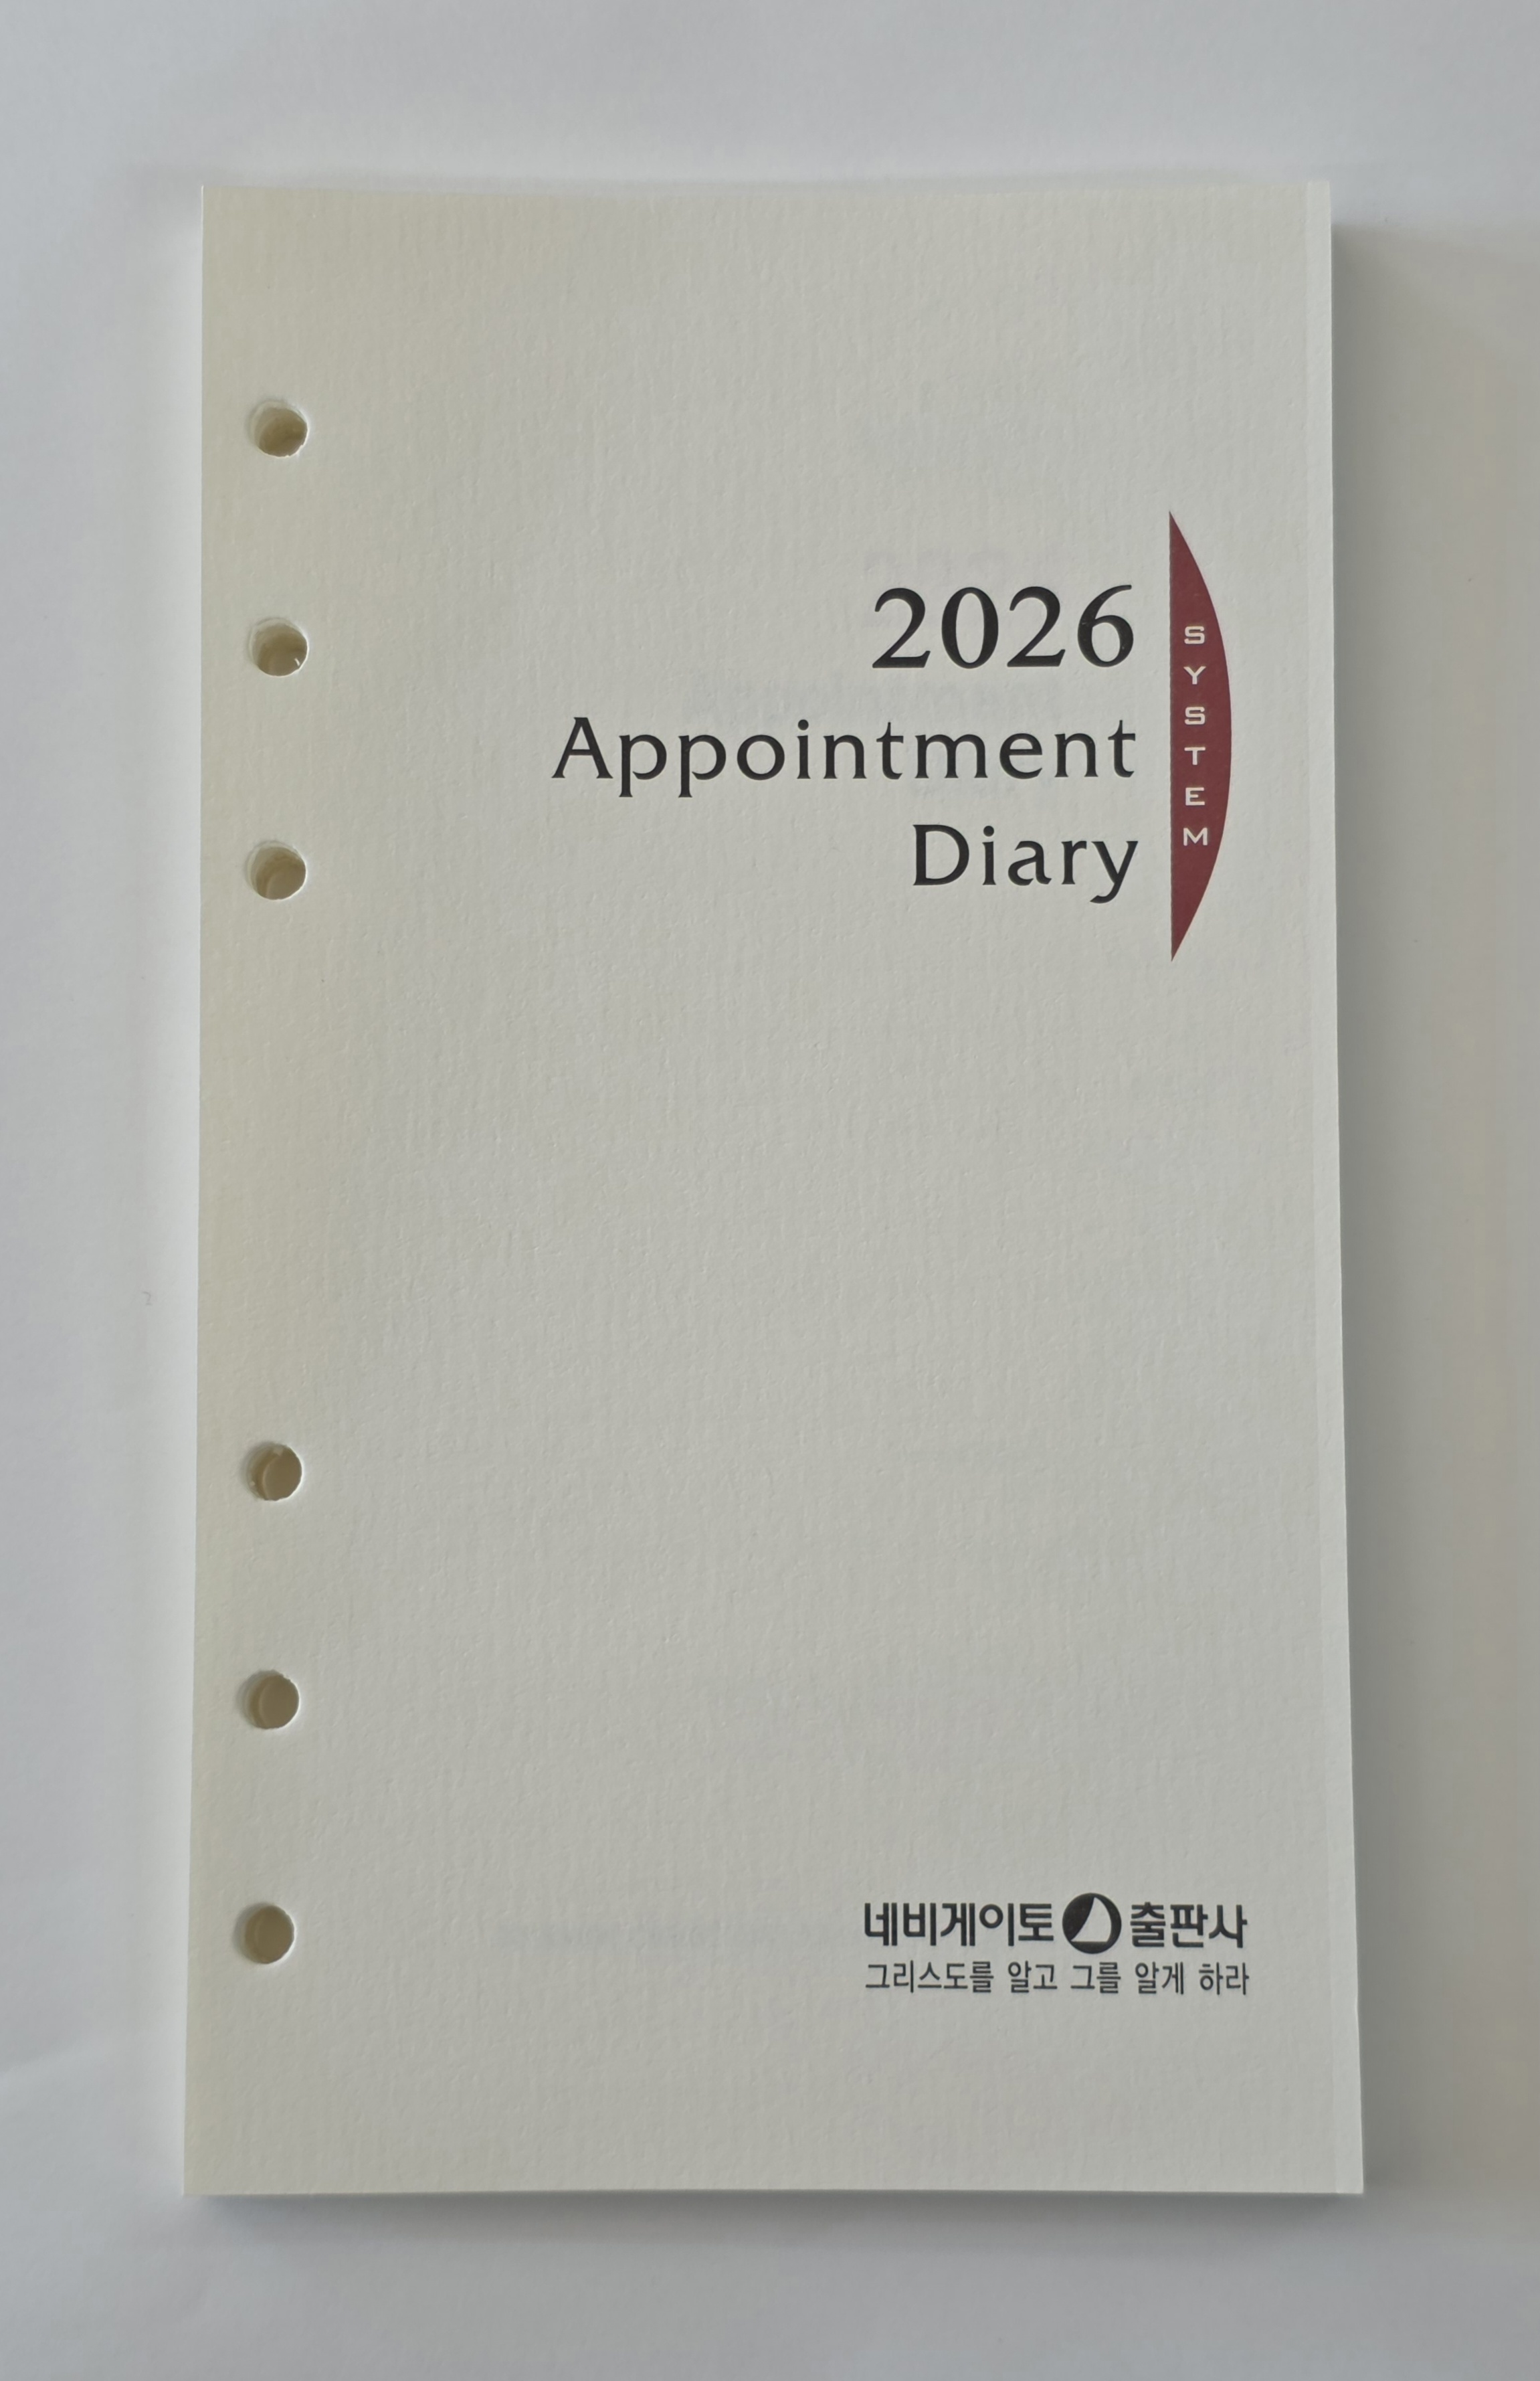 2026
Appointment
Diary
SYSTEM
네비게이토 출판사
그리스도를 알고 그를 알게 하라